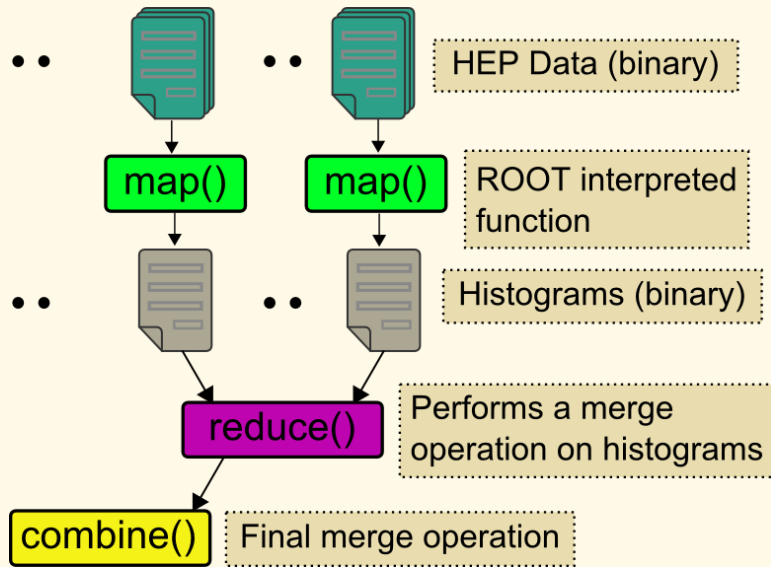 HEP Data (binary)
map()
map()
ROOT interpreted
function
Histograms (binary)
reduce()
Performs a merge
operation on histograms
combine()
Final merge operation